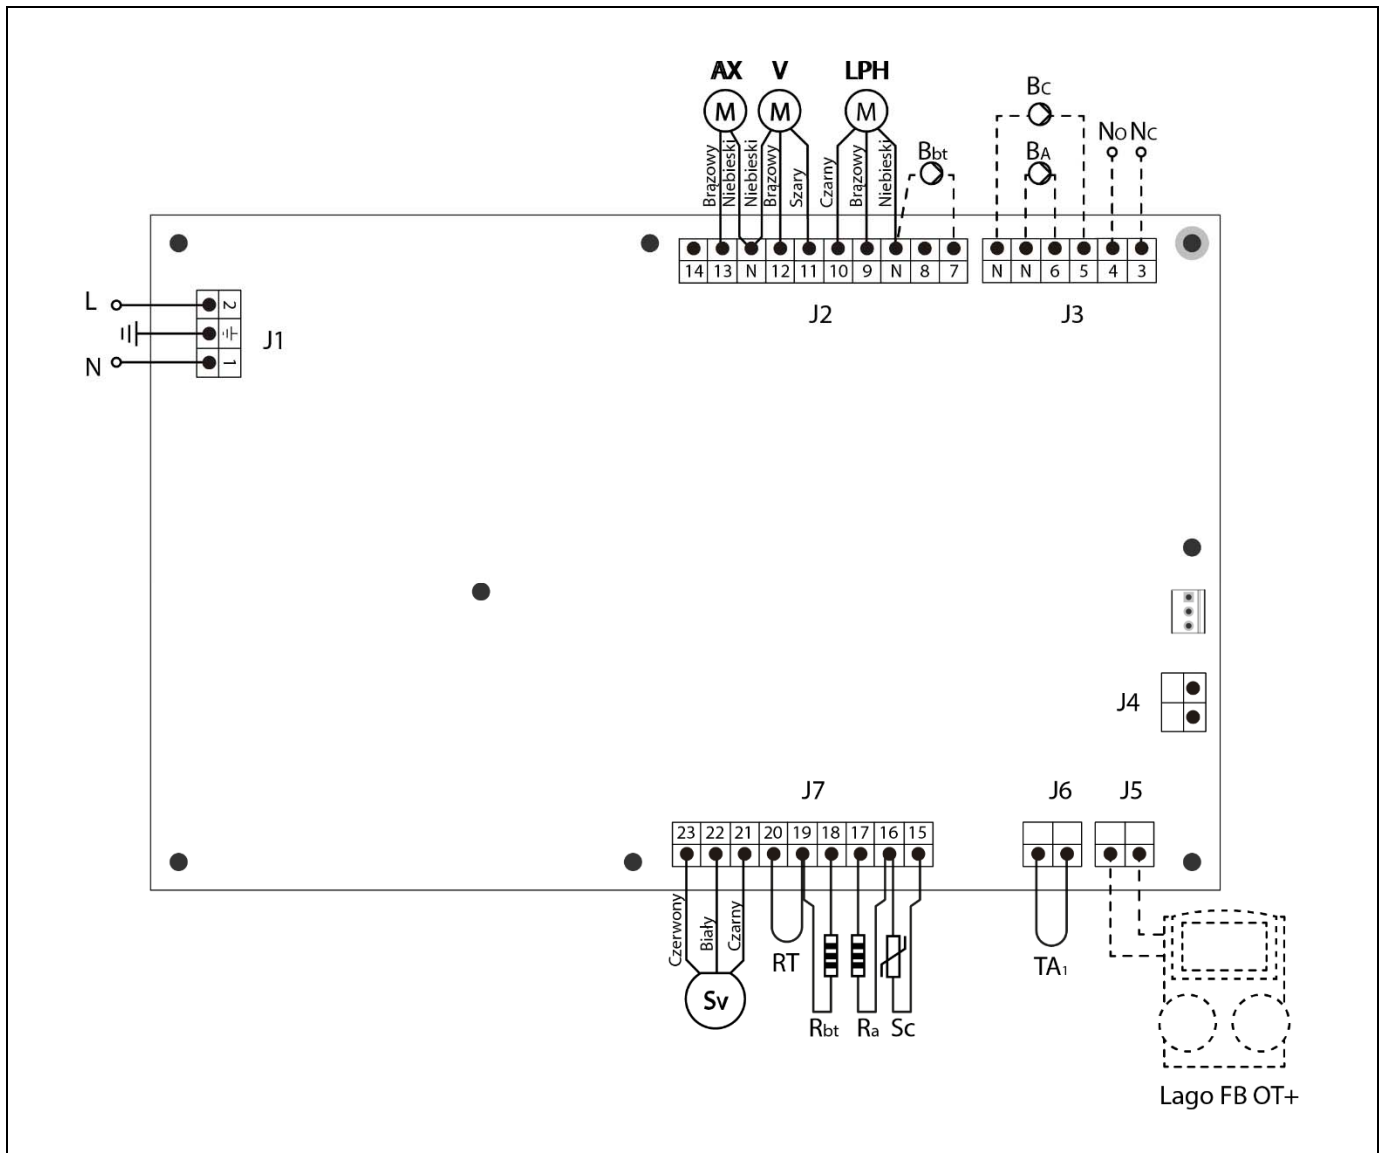 AX V LPH
M M M
Brązowy Niebieski Niebieski Brązowy Szary Czarny Brązowy Niebieski
Bbt
BC
BA
NO NC
14 13 N 12 11 10 9 N 8 7
N N 6 5 4 3
J2 J3
L
N
2
1
J1
J4
J7 J6 J5
23 22 21 20 19 18 17 16 15
Czerwony Biały Czarny
Sv
RT
Rbt Ra Sc
TA1
Lago FB OT+